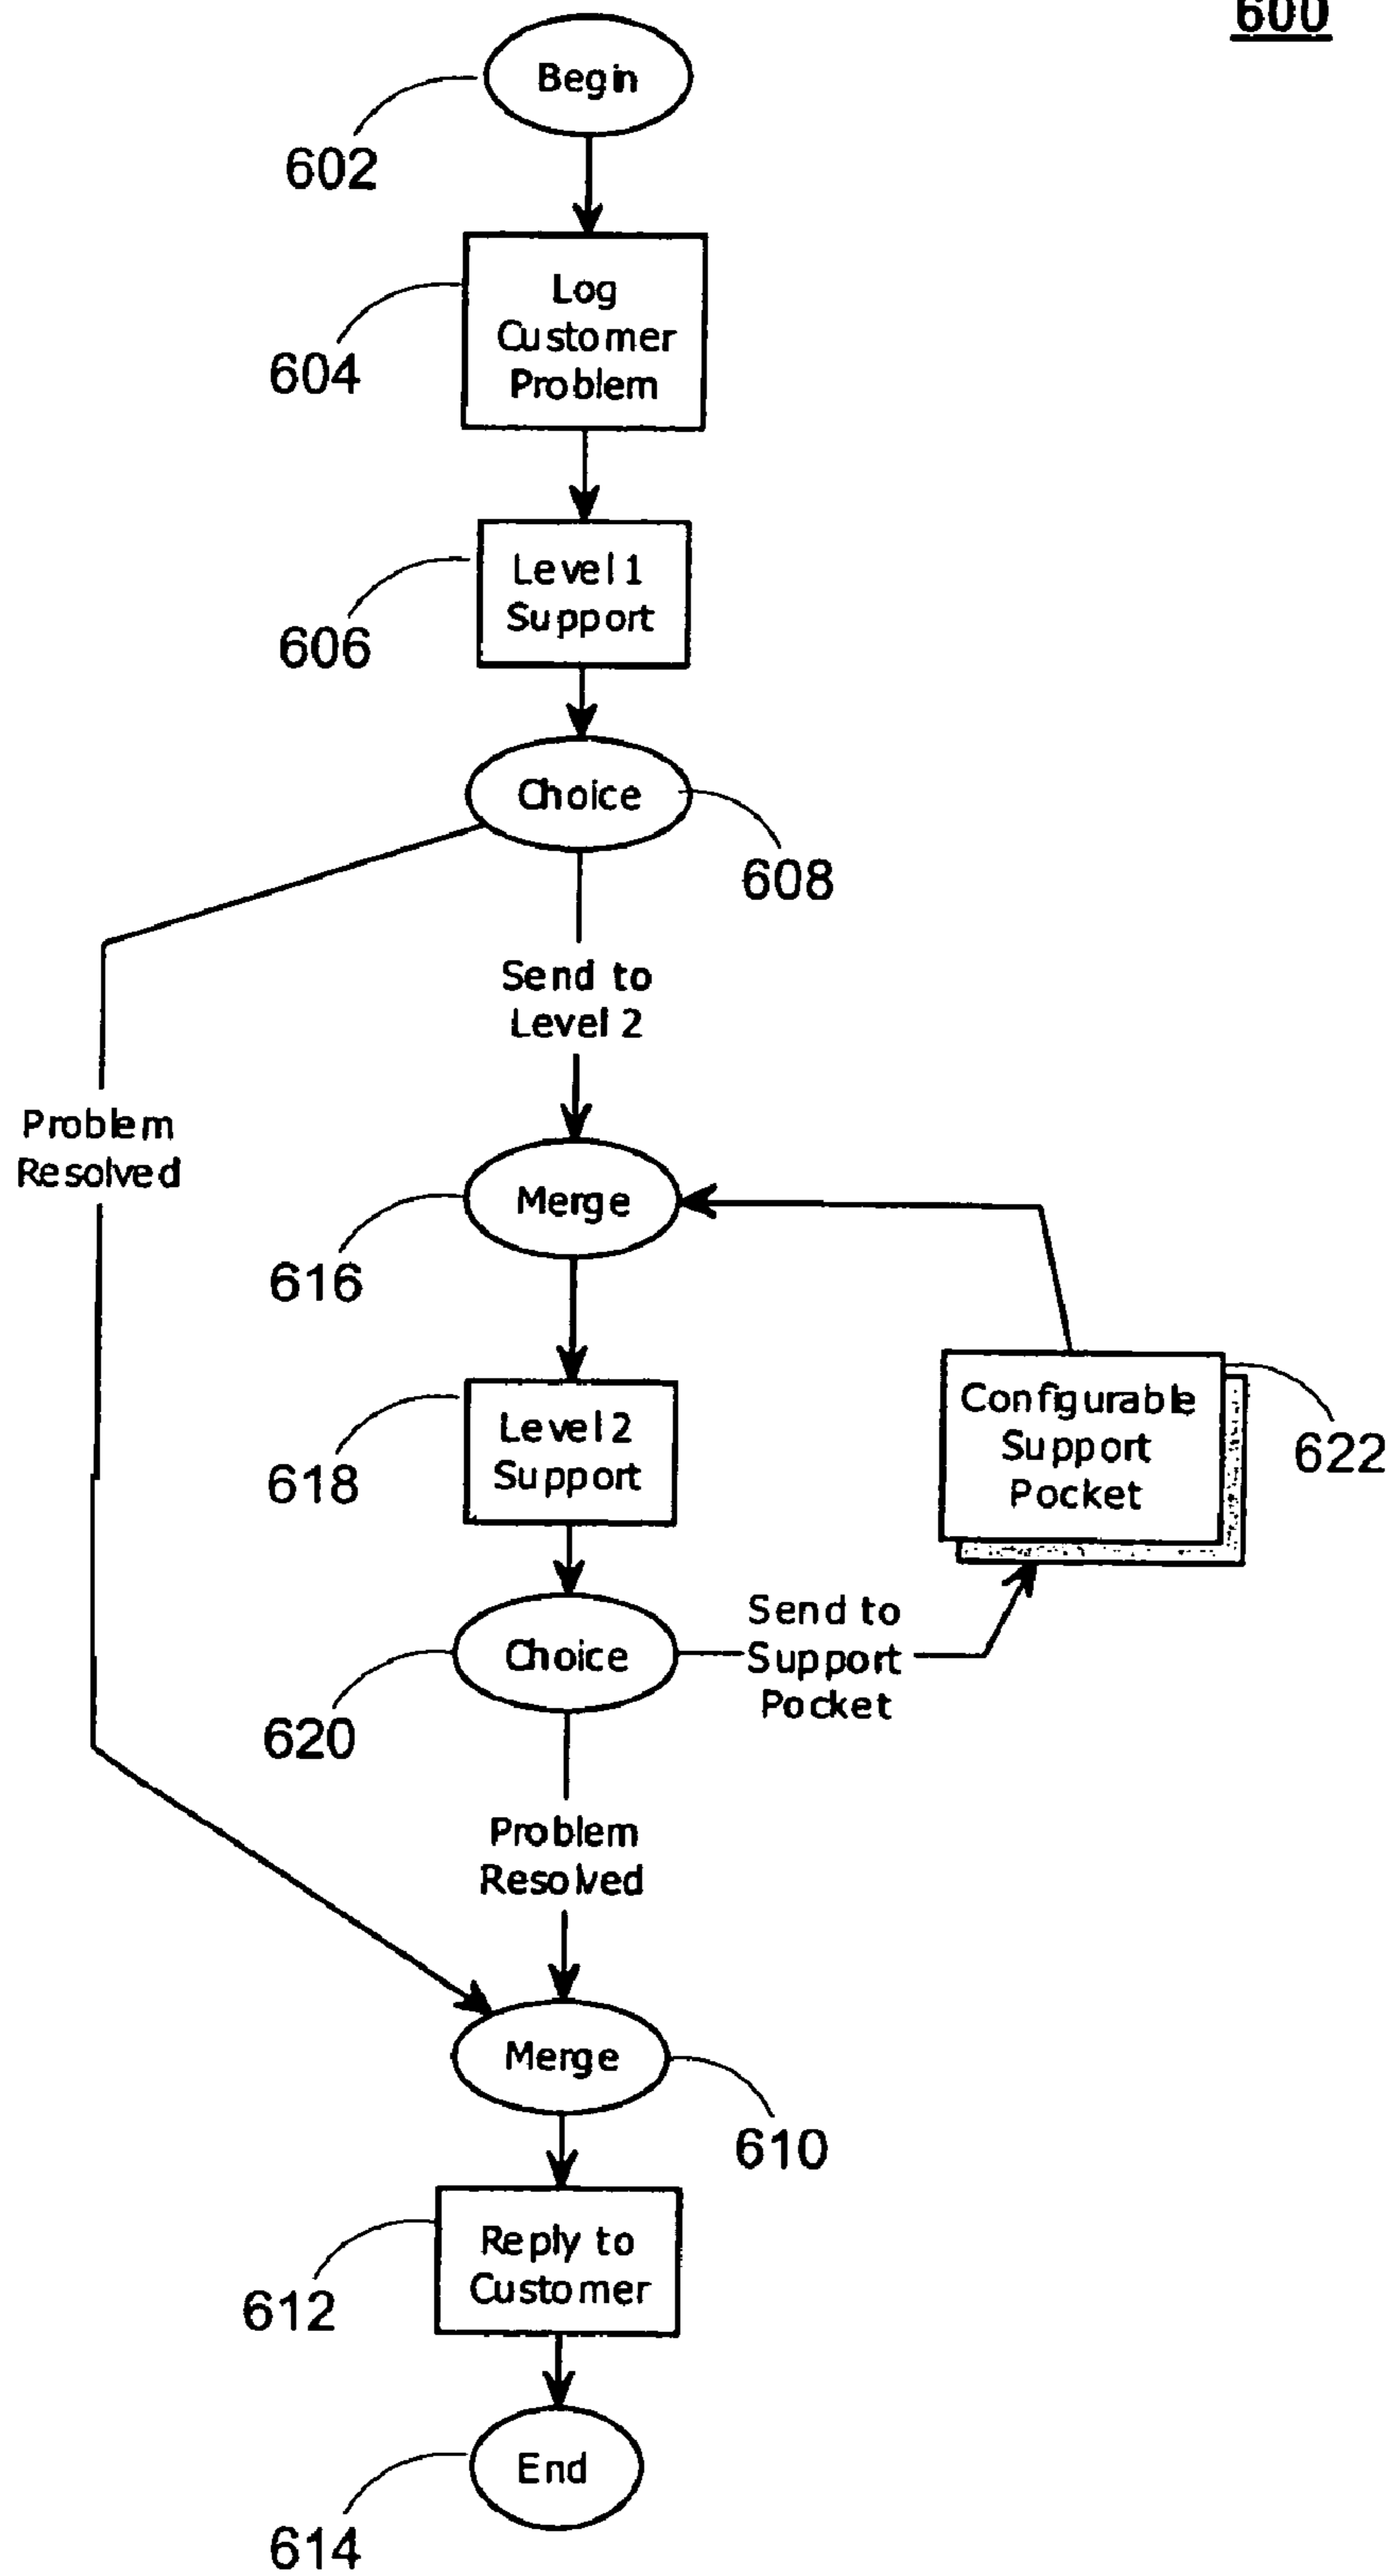 600
Begin
602
Log
Customer
Problem
604
Level 1
Support
606
Choice
608
Send to
Level 2
Problem
Resolved
Merge
616
Configurable
Support
Pocket
622
Level 2
Support
618
Choice
620
Send to
Support
Pocket
Problem
Resolved
Merge
610
Reply to
Customer
612
End
614